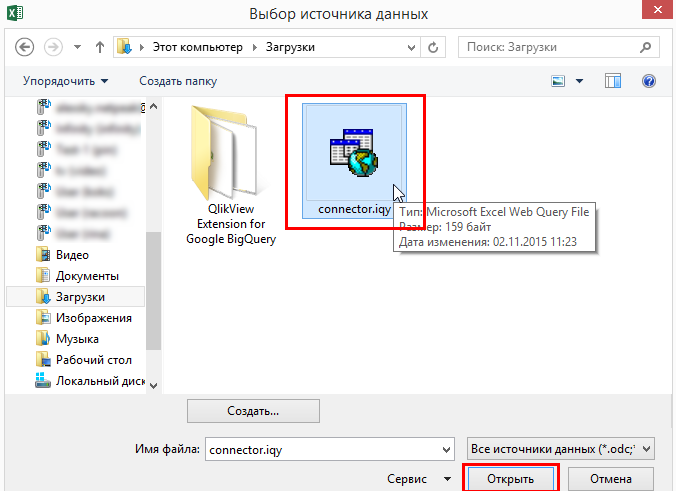 Выбор источника данных
Этот компьютер
Загрузки
Поиск: Загрузки
Упорядочить
Создать папку
Видео
Документы
Загрузки
Изображения
Музыка
Рабочий стол
Локальный диск
QlikView
Extension for
Google BigQuery
connector.iqy
Тип: Microsoft Excel Web Query File
Размер: 159 байт
Дата изменения: 02.11.2015 11:23
Создать...
Имя файла:
connector.iqy
Все источники данных (*.odc;*
Сервис
Открыть
Отмена